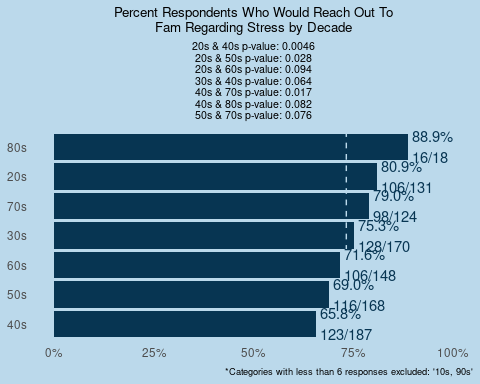 Percent Respondents Who Would Reach Out To
Fam Regarding Stress by Decade
20s & 40s p-value: 0.0046
20s & 50s p-value: 0.028
20s & 60s p-value: 0.094
30s & 40s p-value: 0.064
40s & 70s p-value: 0.017
40s & 80s p-value: 0.082
50s & 70s p-value: 0.076
80s
88.9%
16/18
20s
80.9%
106/131
70s
79.0%
98/124
30s
75.3%
128/170
60s
71.6%
106/148
50s
69.0%
116/168
40s
65.8%
123/187
0% 25% 50% 75% 100%
*Categories with less than 6 responses excluded: '10s, 90s'